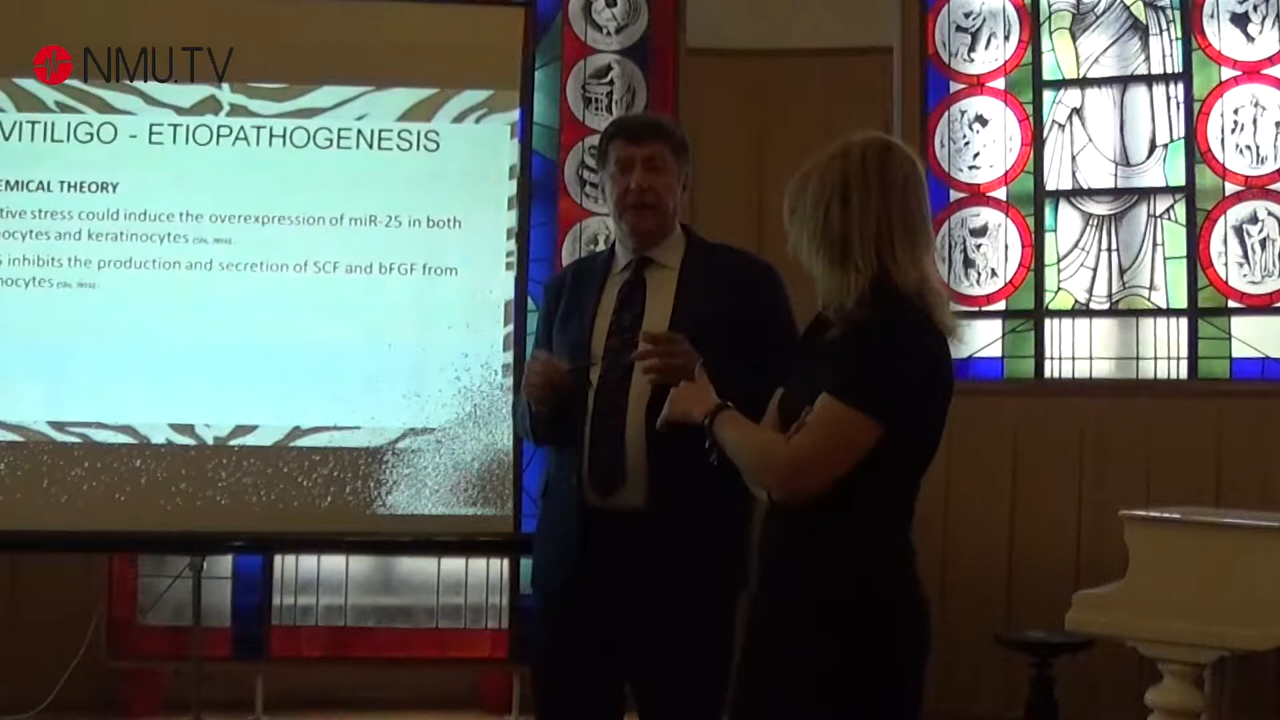 NMU.TV
VITILIGO - ETIOPATHOGENESIS
EMICAL THEORY
tive stress could induce the overexpression of miR-25 in both
ocytes and keratinocytes
inhibits the production and secretion of SCF and bFGF from
nocytes